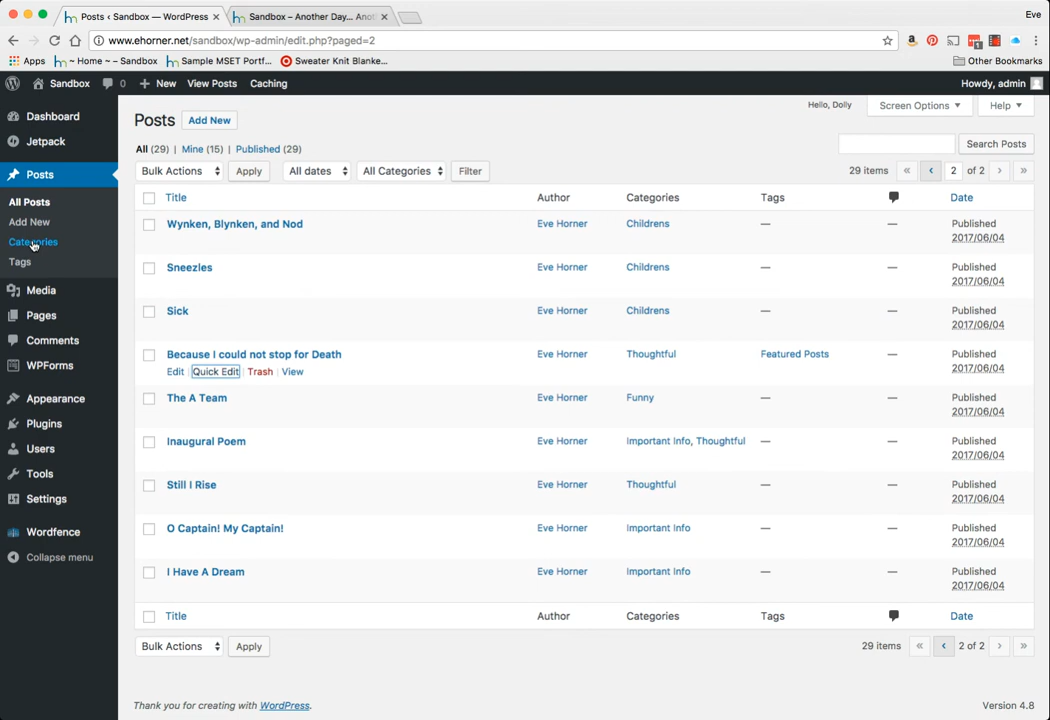 Posts ‹ Sandbox — WordPress ×
Sandbox – Another Day... Ano ×
Eve
www.ehorner.net/sandbox/wp-admin/edit.php?paged=2
Apps ~ Home ~ – Sandbox Sample MSET Portf... Sweater Knit Blanke... Other Bookmarks
Sandbox 0 + New View Posts Caching Howdy, admin
Dashboard
Jetpack
Posts
All Posts
Add New
Categories
Tags
Media
Pages
Comments
WPForms
Appearance
Plugins
Users
Tools
Settings
Wordfence
Collapse menu
Hello, Dolly Screen Options Help
Posts Add New
All (29) | Mine (15) | Published (29)
Search Posts
Bulk Actions Apply All dates All Categories Filter 29 items « ‹ 2 of 2 › »
Title Author Categories Tags Date
Wynken, Blynken, and Nod Eve Horner Childrens — — Published
2017/06/04
Sneezles Eve Horner Childrens — — Published
2017/06/04
Sick Eve Horner Childrens — — Published
2017/06/04
Because I could not stop for Death Eve Horner Thoughtful Featured Posts — Published
Edit | Quick Edit | Trash | View 2017/06/04
The A Team Eve Horner Funny — — Published
2017/06/04
Inaugural Poem Eve Horner Important Info, Thoughtful — — Published
2017/06/04
Still I Rise Eve Horner Thoughtful — — Published
2017/06/04
O Captain! My Captain! Eve Horner Important Info — — Published
2017/06/04
I Have A Dream Eve Horner Important Info — — Published
2017/06/04
Title Author Categories Tags Date
Bulk Actions Apply 29 items « ‹ 2 of 2 › »
Thank you for creating with WordPress. Version 4.8